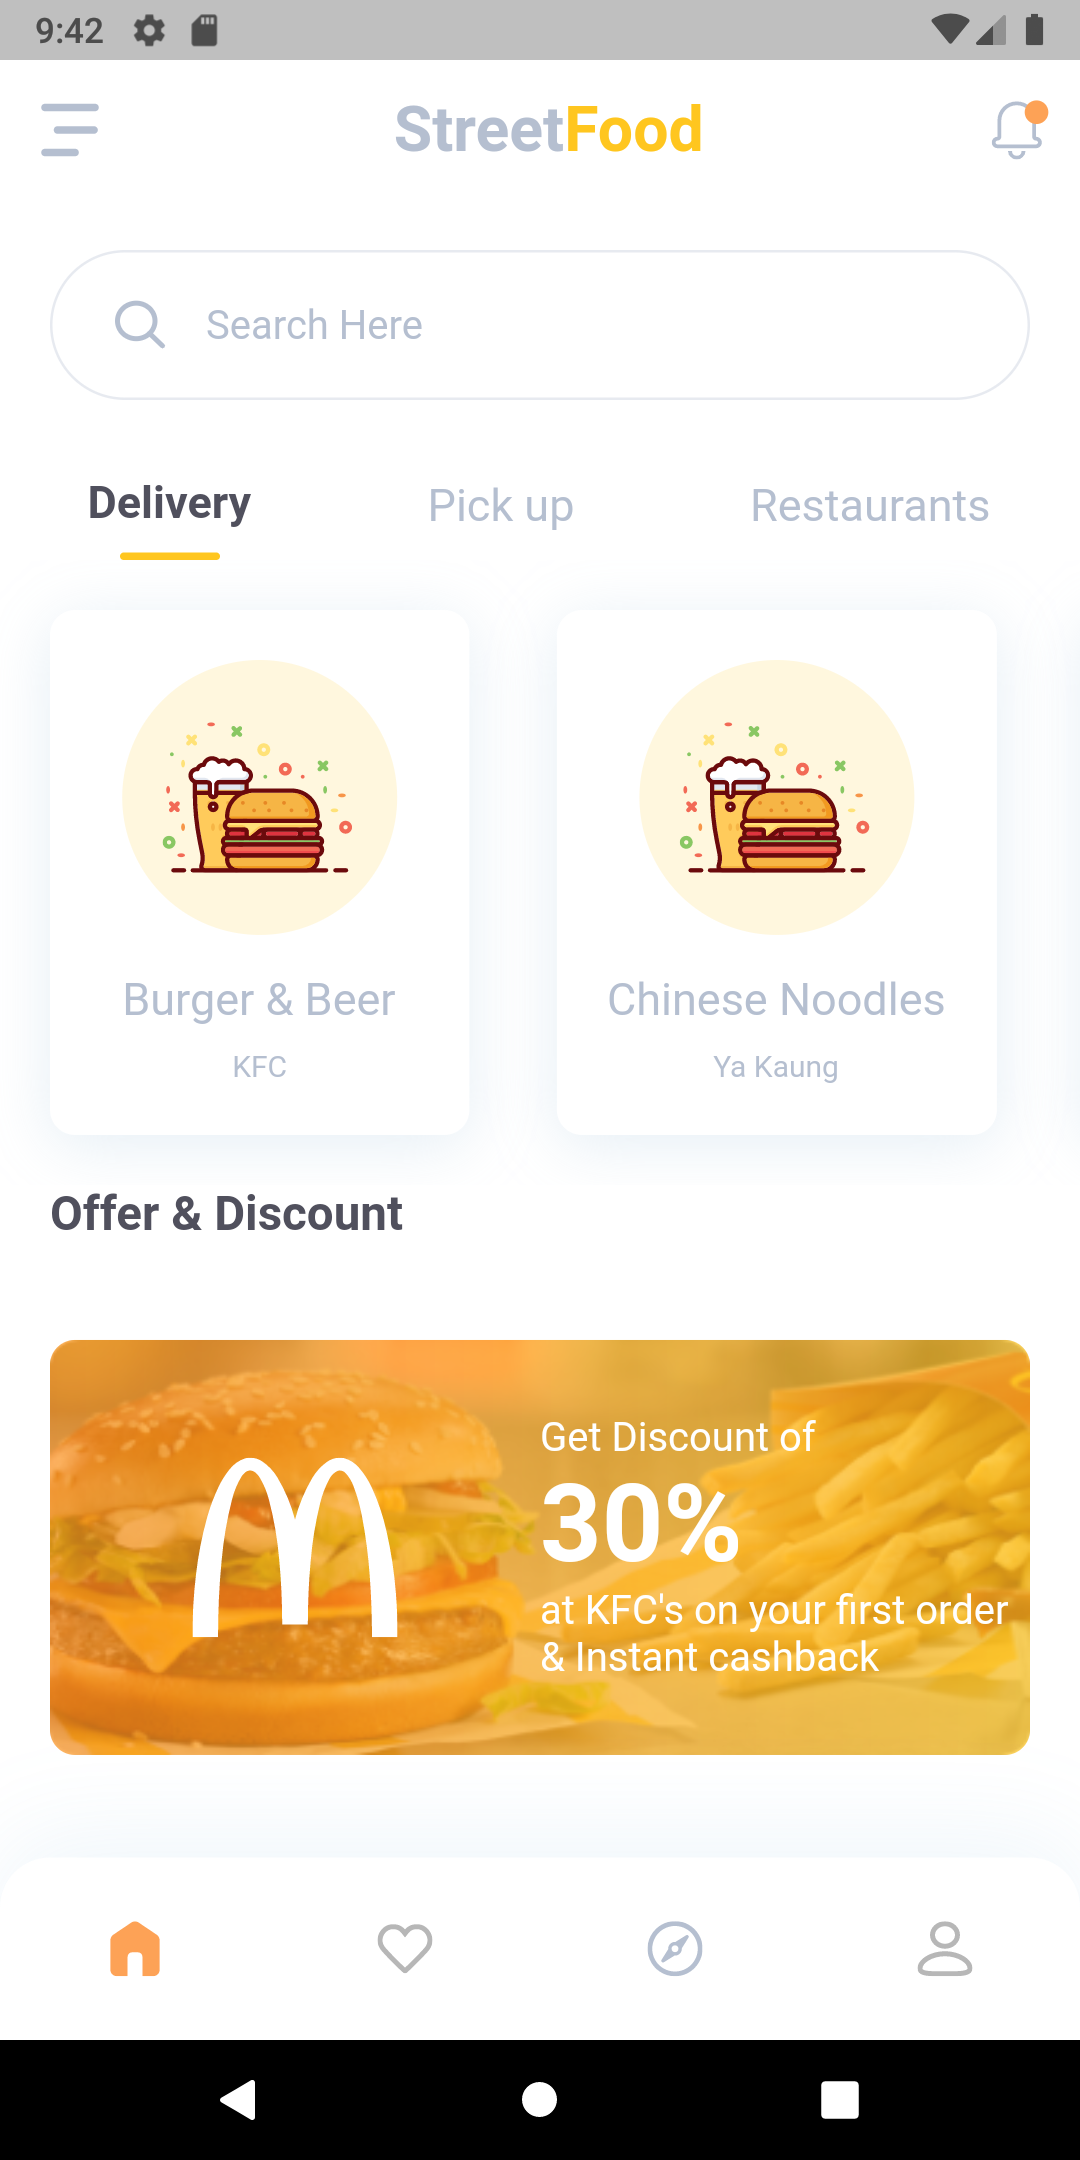 9:42
StreetFood
Search Here
Delivery
Pick up
Restaurants
Burger & Beer
KFC
Chinese Noodles
Ya Kaung
Offer & Discount
Get Discount of
30%
at KFC's on your first order
& Instant cashback